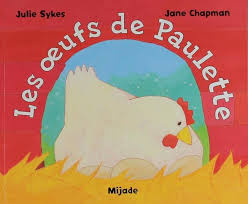 Julie Sykes
Jane Chapman
Les œufs de Paulette
Mijade